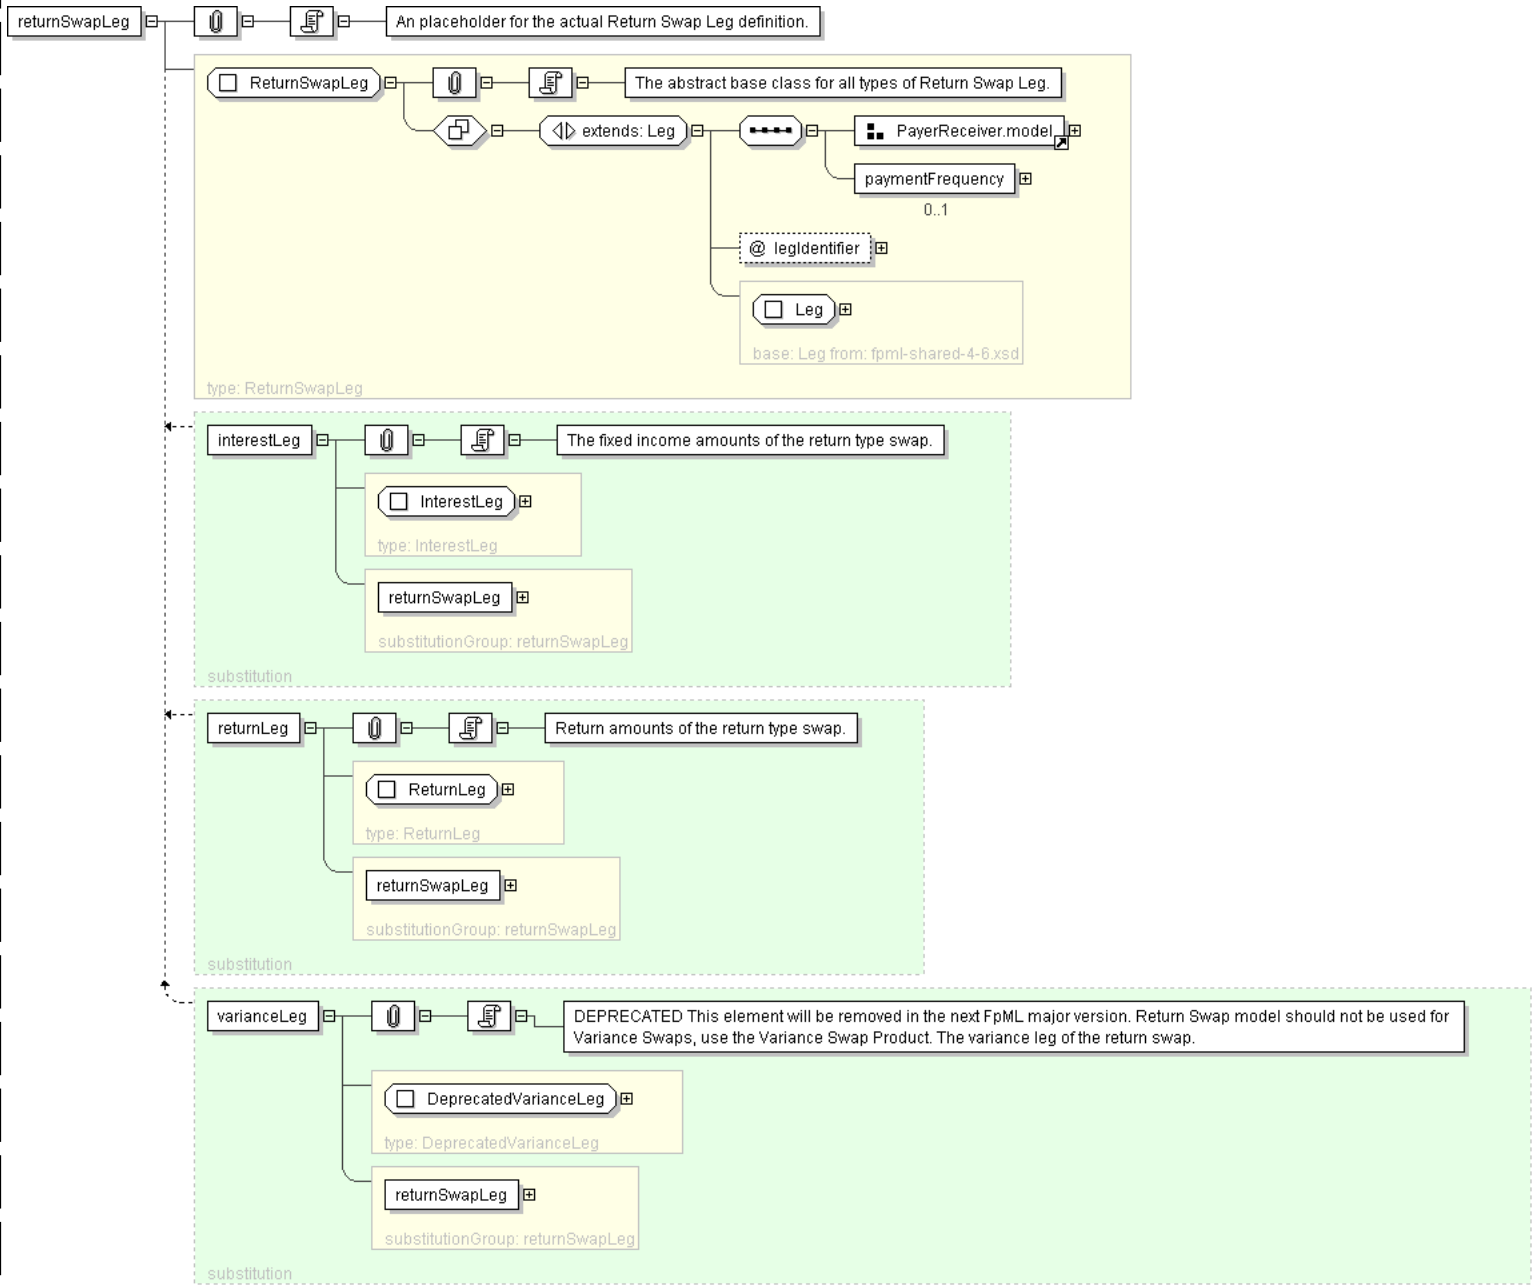 returnSwapLeg
An placeholder for the actual Return Swap Leg definition.
ReturnSwapLeg
The abstract base class for all types of Return Swap Leg.
extends: Leg
PayerReceiver.model
paymentFrequency
0..1
@ legIdentifier
Leg
base: Leg from: fpml-shared-4-6.xsd
type: ReturnSwapLeg
interestLeg
The fixed income amounts of the return type swap.
InterestLeg
type: InterestLeg
returnSwapLeg
substitutionGroup: returnSwapLeg
substitution
returnLeg
Return amounts of the return type swap.
ReturnLeg
type: ReturnLeg
returnSwapLeg
substitutionGroup: returnSwapLeg
substitution
varianceLeg
DEPRECATED This element will be removed in the next FpML major version. Return Swap model should not be used for
Variance Swaps, use the Variance Swap Product. The variance leg of the return swap.
DeprecatedVarianceLeg
type: DeprecatedVarianceLeg
returnSwapLeg
substitutionGroup: returnSwapLeg
substitution